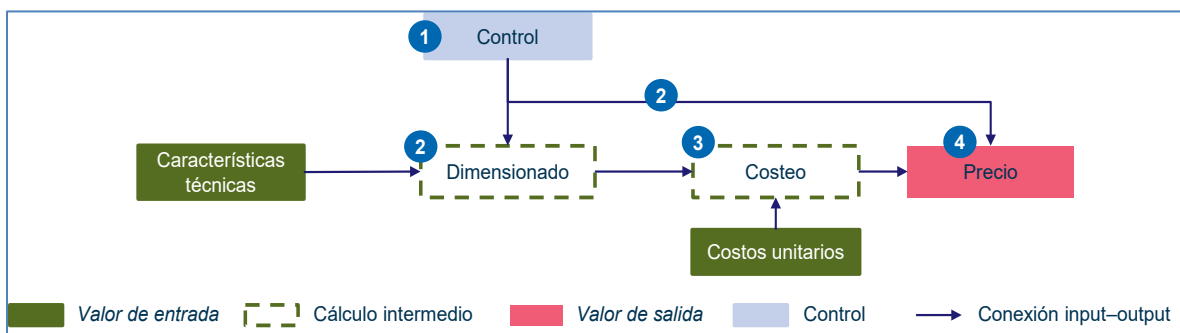 1
Control
2
2
3
4
Características
técnicas
Dimensionado
Costeo
Precio
Costos unitarios
Valor de entrada
Cálculo intermedio
Valor de salida
Control
Conexión input–output